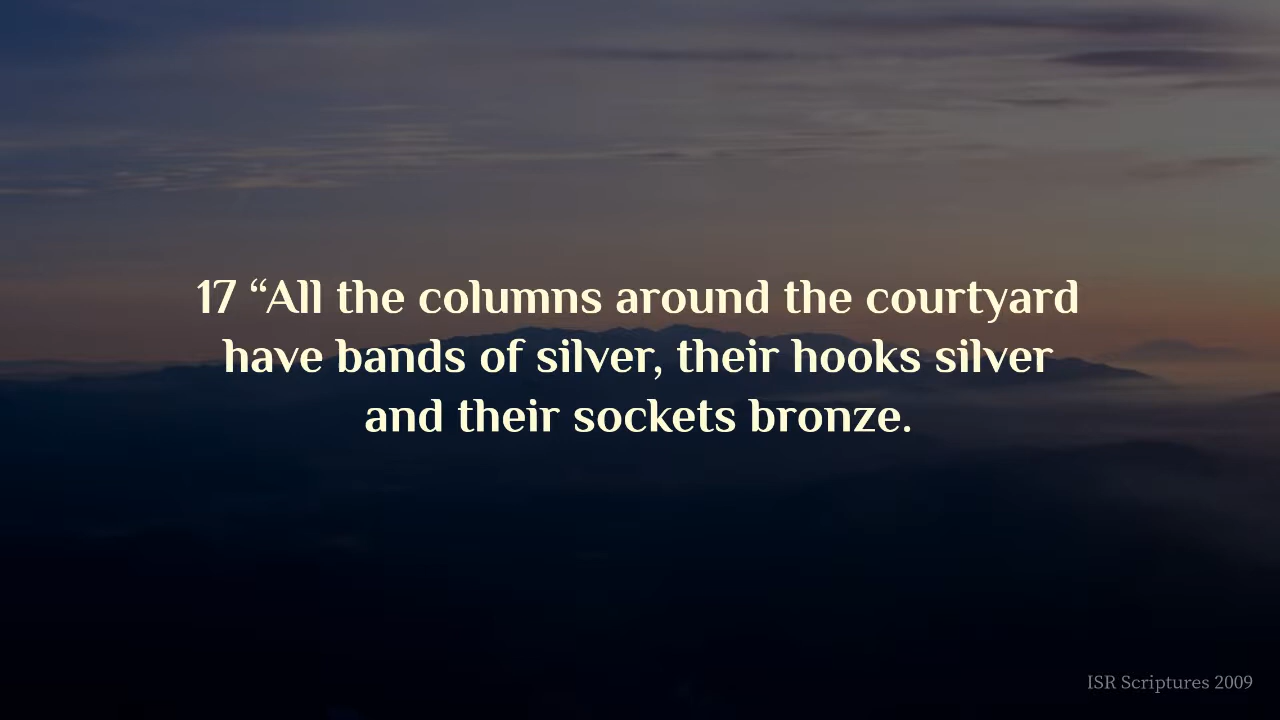 17 “All the columns around the courtyard
have bands of silver, their hooks silver
and their sockets bronze.
ISR Scriptures 2009